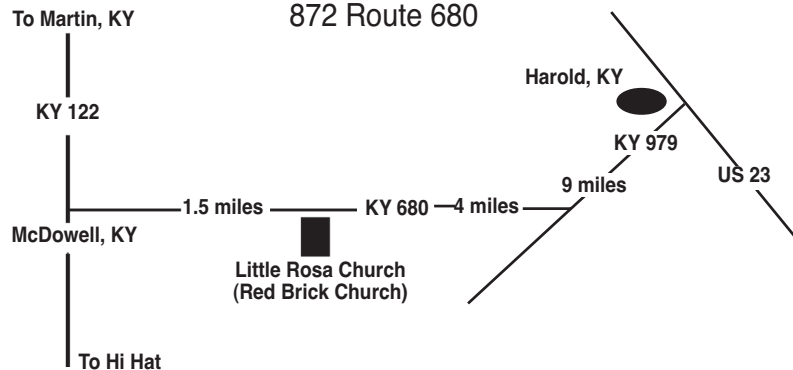 To Martin, KY
872 Route 680
Harold, KY
KY 122
KY 979
US 23
9 miles
1.5 miles
KY 680
4 miles
McDowell, KY
Little Rosa Church
(Red Brick Church)
To Hi Hat